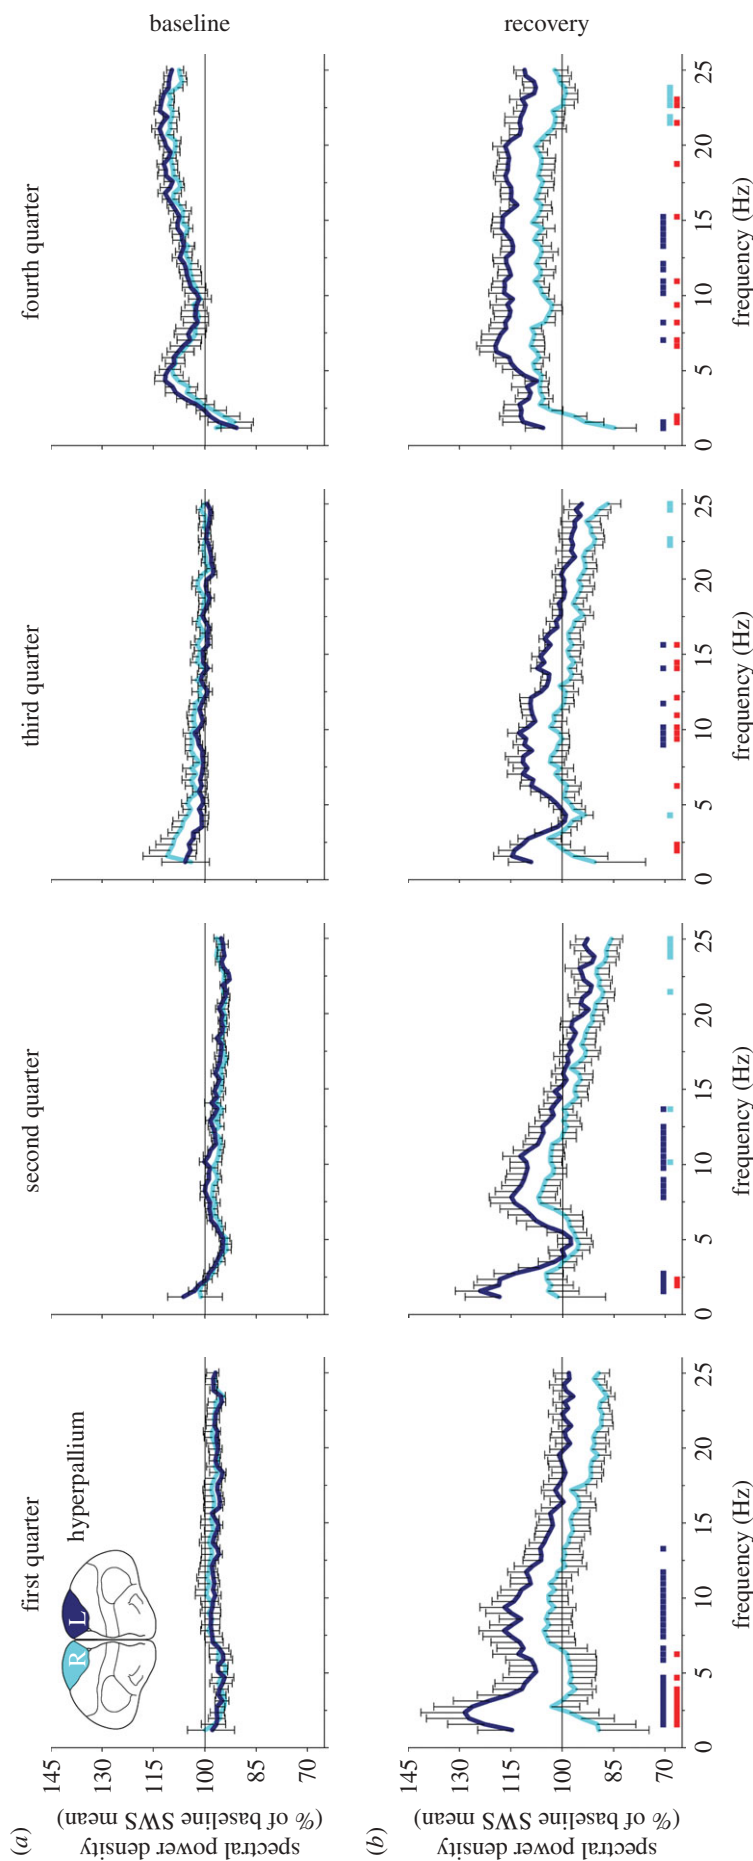 first quarter
second quarter
third quarter
fourth quarter
(a)
145
130
115
100
85
70
spectral power density
(% of baseline SWS mean)
R
L
hyperpallium
baseline
(b)
145
130
115
100
85
70
spectral power density
(% of baseline SWS mean)
recovery
0 5 10 15 20 25
0 5 10 15 20 25
0 5 10 15 20 25
0 5 10 15 20 25
frequency (Hz)
frequency (Hz)
frequency (Hz)
frequency (Hz)